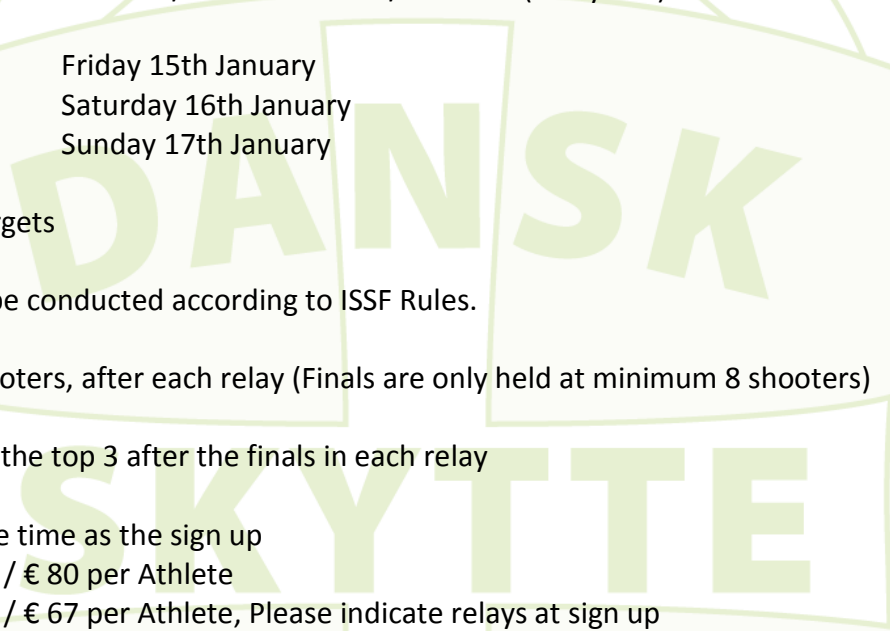 Friday 15th January
Saturday 16th January
Sunday 17th January
DANSK
rgets
be conducted according to ISSF Rules.
oters, after each relay (Finals are only held at minimum 8 shooters)
the top 3 after the finals in each relay
SKYTTE
e time as the sign up
/ € 80 per Athlete
/ € 67 per Athlete, Please indicate relays at sign up